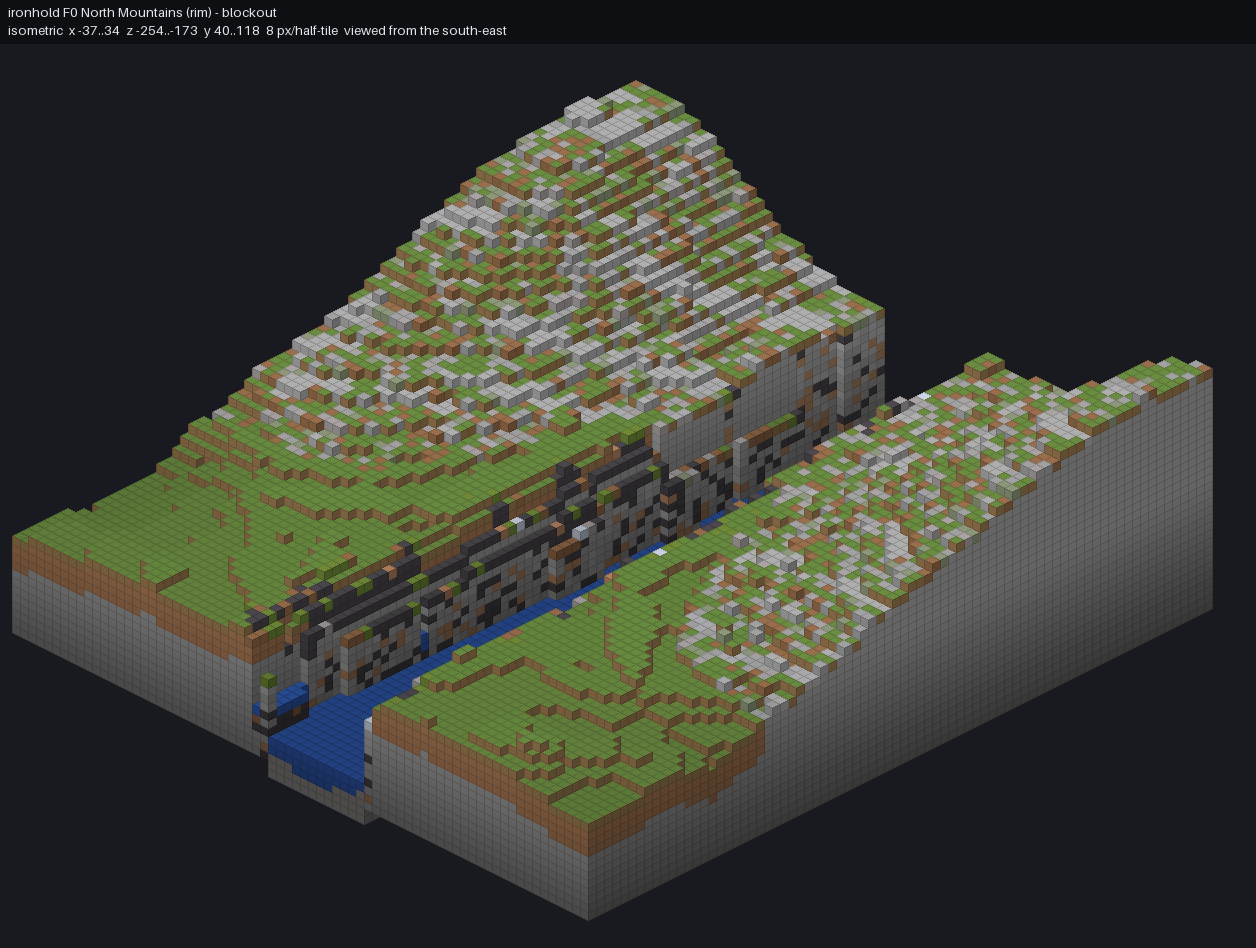 ironhold F0 North Mountains (rim) - blockout
isometric x -37..34 z -254..-173 y 40..118 8 px/half-tile viewed from the south-east